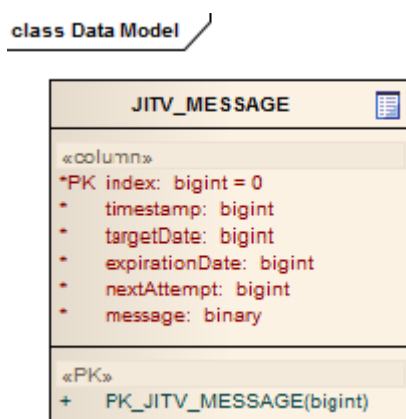 class Data Model
JITV_MESSAGE
«column»
*PK index: bigint = 0
* timestamp: bigint
* targetDate: bigint
* expirationDate: bigint
* nextAttempt: bigint
* message: binary
«PK»
+ PK_JITV_MESSAGE(bigint)